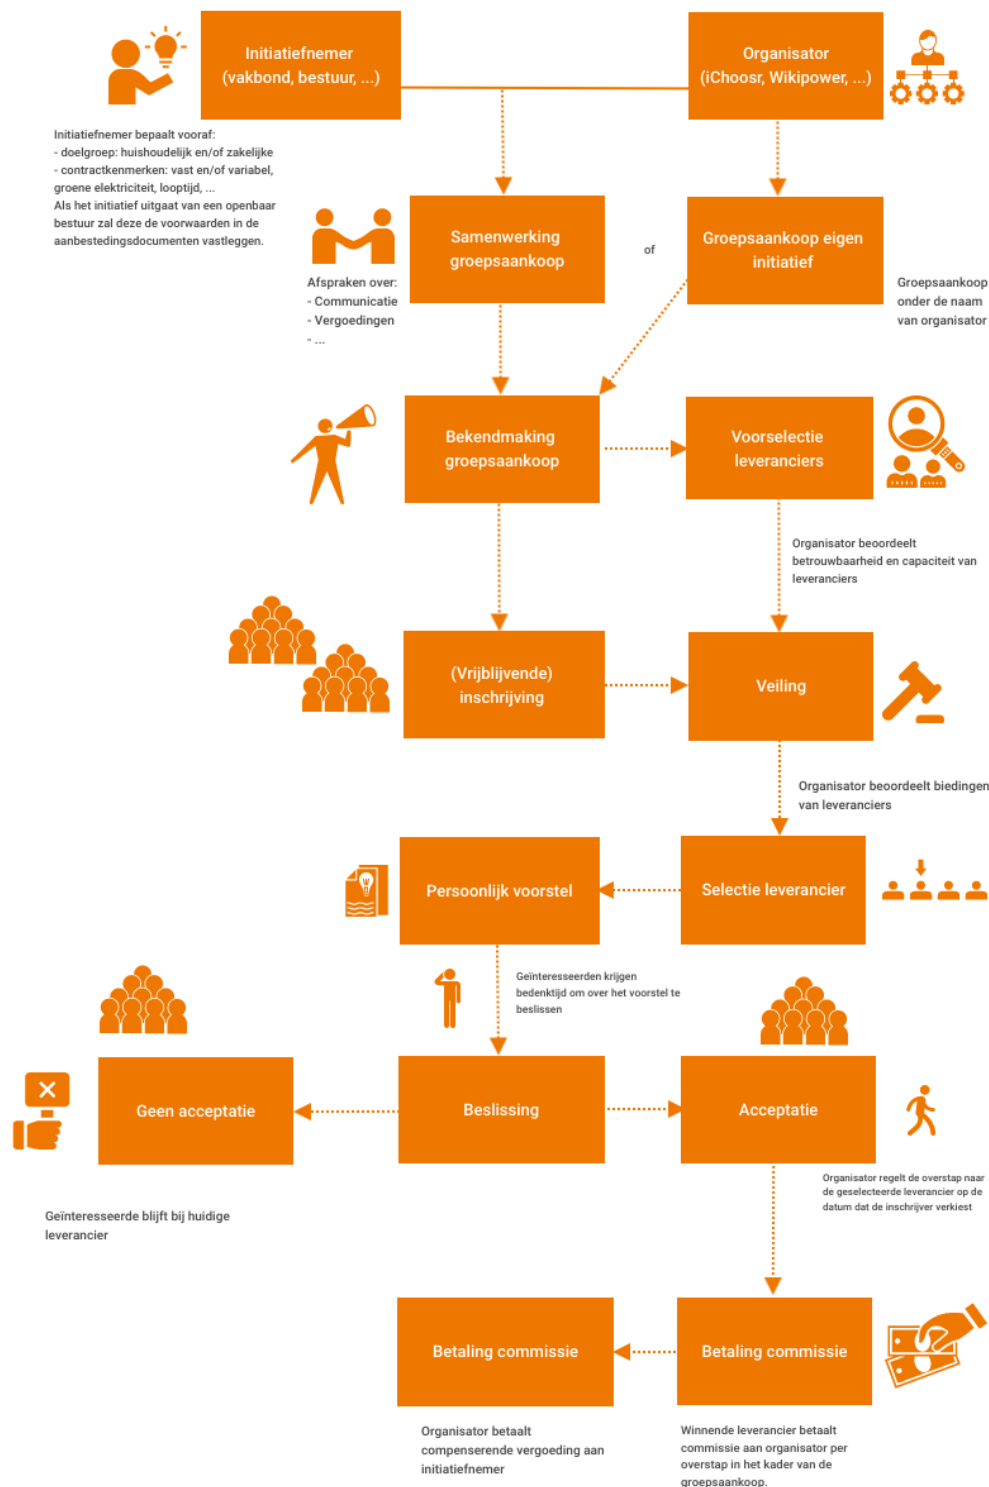 Initiatiefnemer
(vakbond, bestuur, ...)
Organisator
(iChoosr, Wikipower, ...)
Initiatiefnemer bepaalt vooraf:
- doelgroep: huishoudelijk en/of zakelijke
- contractkenmerken: vast en/of variabel,
groene elektriciteit, looptijd, ...
Als het initiatief uitgaat van een openbaar
bestuur zal deze de voorwaarden in de
aanbestedingsdocumenten vastleggen.
Samenwerking
groepsaankoop
of
Groepsaankoop eigen
initiatief
Afspraken over:
- Communicatie
- Vergoedingen
- ...
Groepsaankoop
onder de naam
van organisator
Bekendmaking
groepsaankoop
Voorselectie
leveranciers
Organisator beoordeelt
betrouwbaarheid en capaciteit van
leveranciers
(Vrijblijvende)
inschrijving
Veiling
Organisator beoordeelt biedingen
van leveranciers
Persoonlijk voorstel
Selectie leverancier
Geïnteresseerden krijgen
bedenktijd om over het voorstel te
beslissen
Geen acceptatie
Beslissing
Acceptatie
Organisator regelt de overstap naar
de geselecteerde leverancier op de
datum dat de inschrijver verkiest
Geïnteresseerde blijft bij huidige
leverancier
Betaling commissie
Betaling commissie
Organisator betaalt
compenserende vergoeding aan
initiatiefnemer
Winnende leverancier betaalt
commissie aan organisator per
overstap in het kader van de
groepsaankoop.